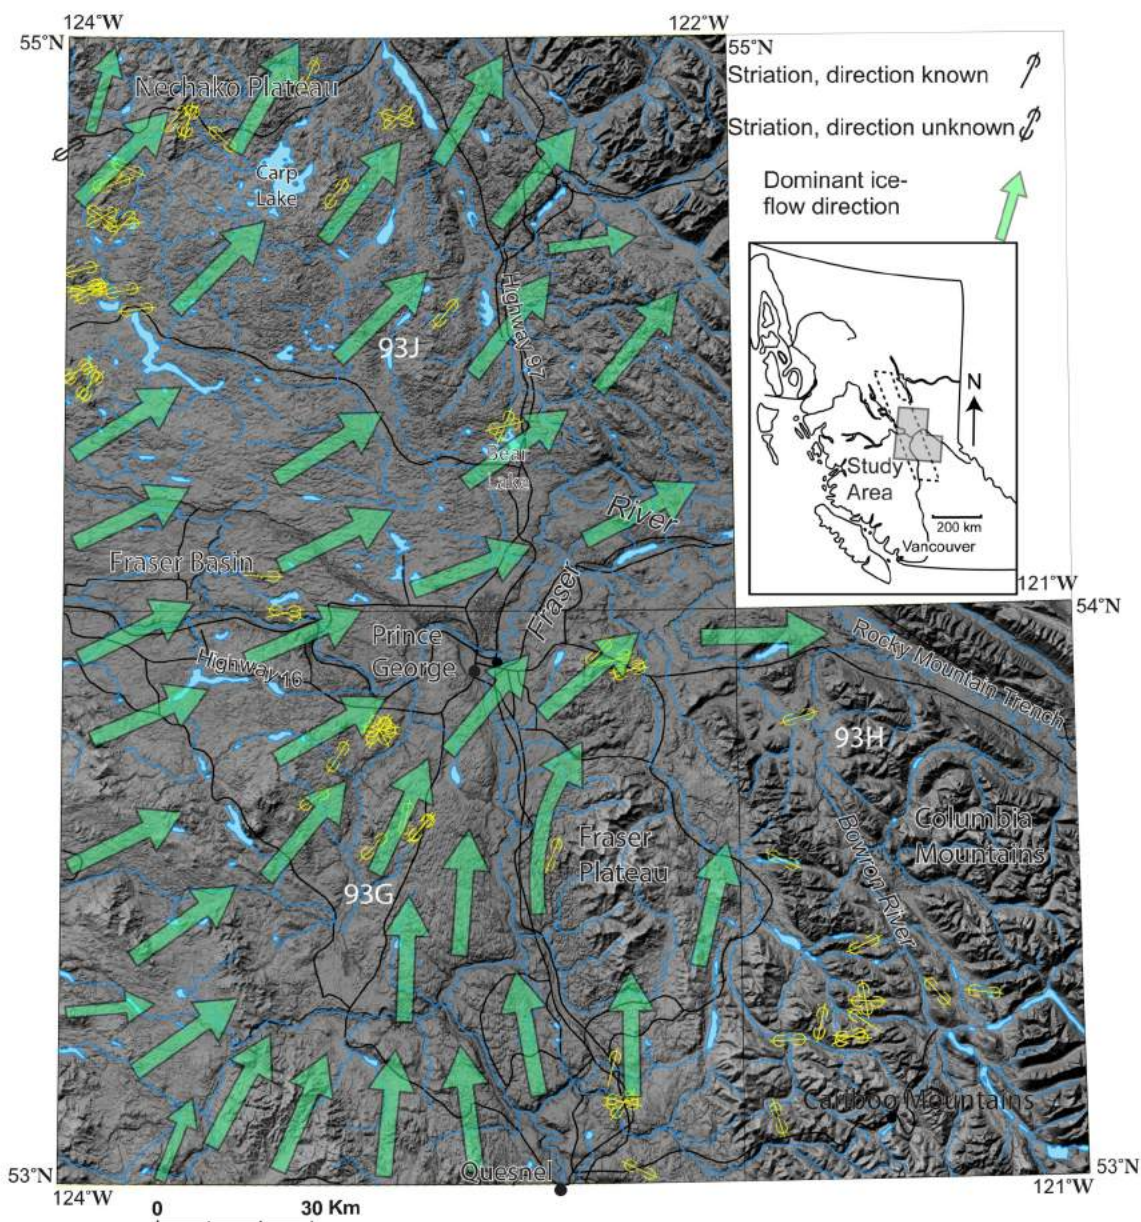 124°W
122°W
55°N
55°N
Striation, direction known
Striation, direction unknown
Dominant ice-
flow direction
Nechako Plateau
Carp
Lake
Highway 97
93J
N
Study
Area
200 km
Vancouver
Bear
Lake
River
Fraser Basin
Fraser
121°W
54°N
Prince
George
Highway 16
Rocky Mountain Trench
93H
Columbia
Mountains
Fraser
Plateau
Bowron River
93G
Cariboo Mountains
Quesnel
53°N
53°N
124°W
121°W
0
30 Km